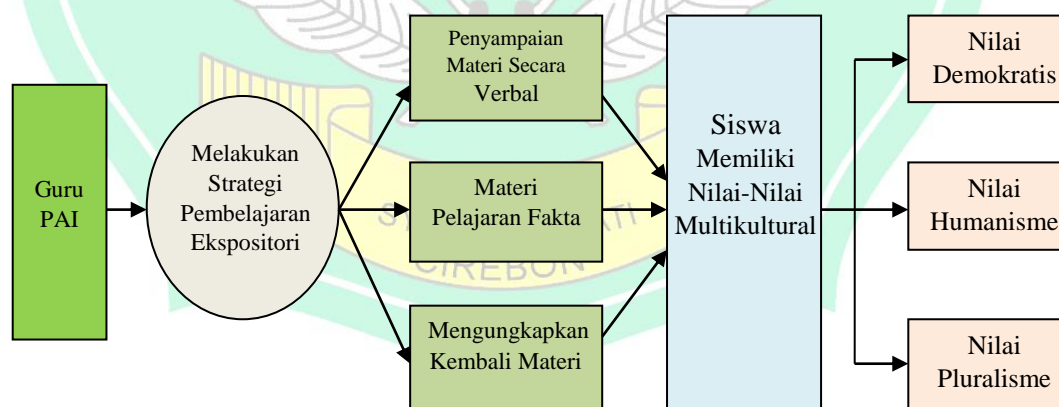 Guru
PAI
Melakukan
Strategi
Pembelajaran
Ekspositori
Penyampaian
Materi Secara
Verbal
Materi
Pelajaran Fakta
Mengungkapkan
Kembali Materi
Siswa
Memiliki
Nilai-Nilai
Multikultural
Nilai
Demokratis
Nilai
Humanisme
Nilai
Pluralisme
CIREBON